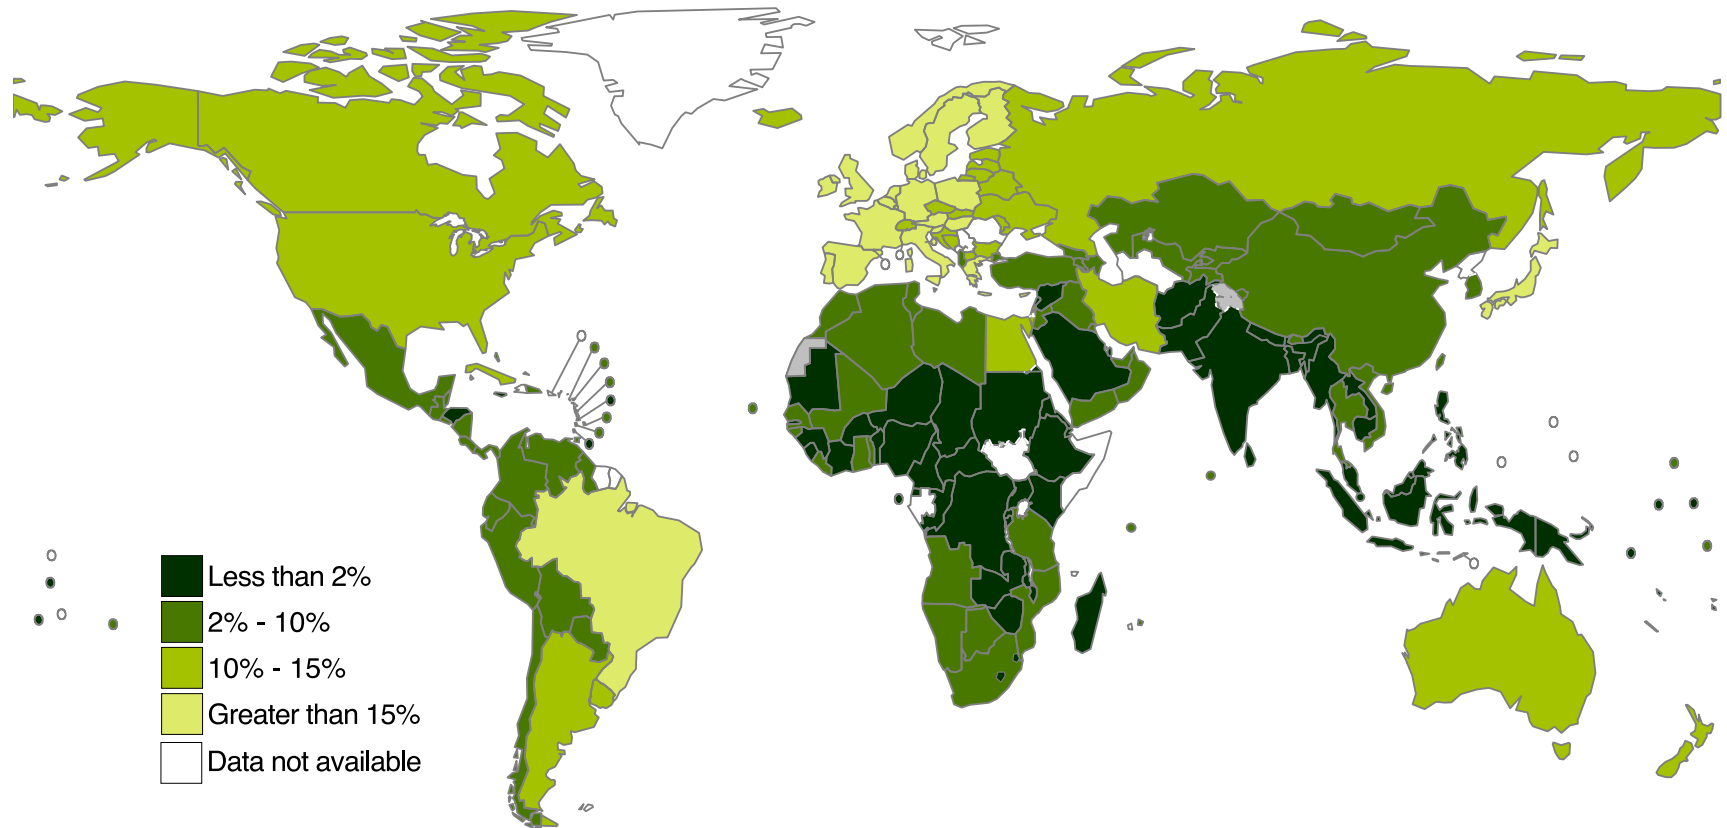 Less than 2%
2% - 10%
10% - 15%
Greater than 15%
Data not available